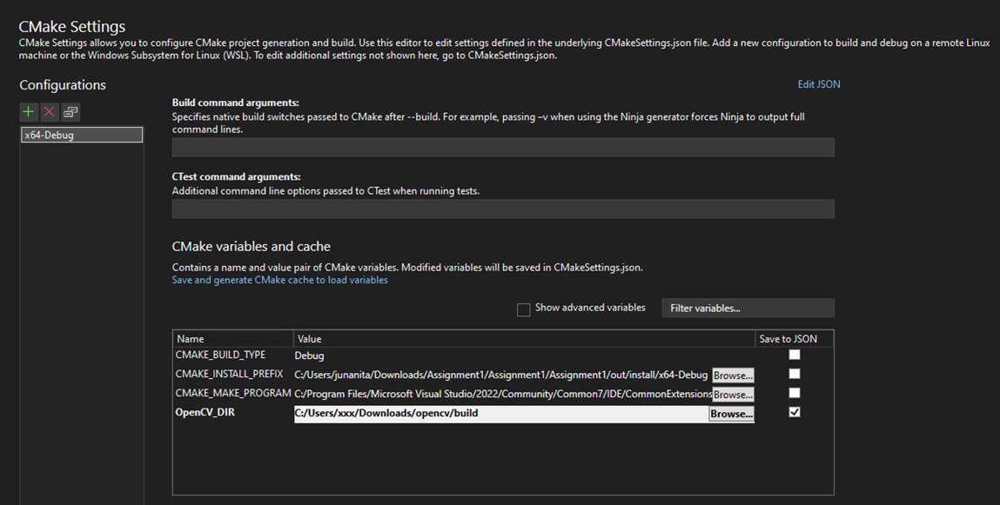 CMake Settings
CMake Settings allows you to configure CMake project generation and build. Use this editor to edit settings defined in the underlying CMakeSettings.json file. Add a new configuration to build and debug on a remote Linux
machine or the Windows Subsystem for Linux (WSL). To edit additional settings not shown here, go to CMakeSettings.json.
Configurations
Edit JSON
x64-Debug
Build command arguments:
Specifies native build switches passed to CMake after --build. For example, passing –v when using the Ninja generator forces Ninja to output full
command lines.
CTest command arguments:
Additional command line options passed to CTest when running tests.
CMake variables and cache
Contains a name and value pair of CMake variables. Modified variables will be saved in CMakeSettings.json.
Save and generate CMake cache to load variables
Show advanced variables Filter variables...
Name Value Save to JSON
CMAKE_BUILD_TYPE Debug
CMAKE_INSTALL_PREFIX C:/Users/junanita/Downloads/Assignment1/Assignment1/Assignment1/out/install/x64-Debug Browse...
CMAKE_MAKE_PROGRAM C:/Program Files/Microsoft Visual Studio/2022/Community/Common7/IDE/CommonExtensions Browse...
OpenCV_DIR C:/Users/xxx/Downloads/opencv/build Browse...